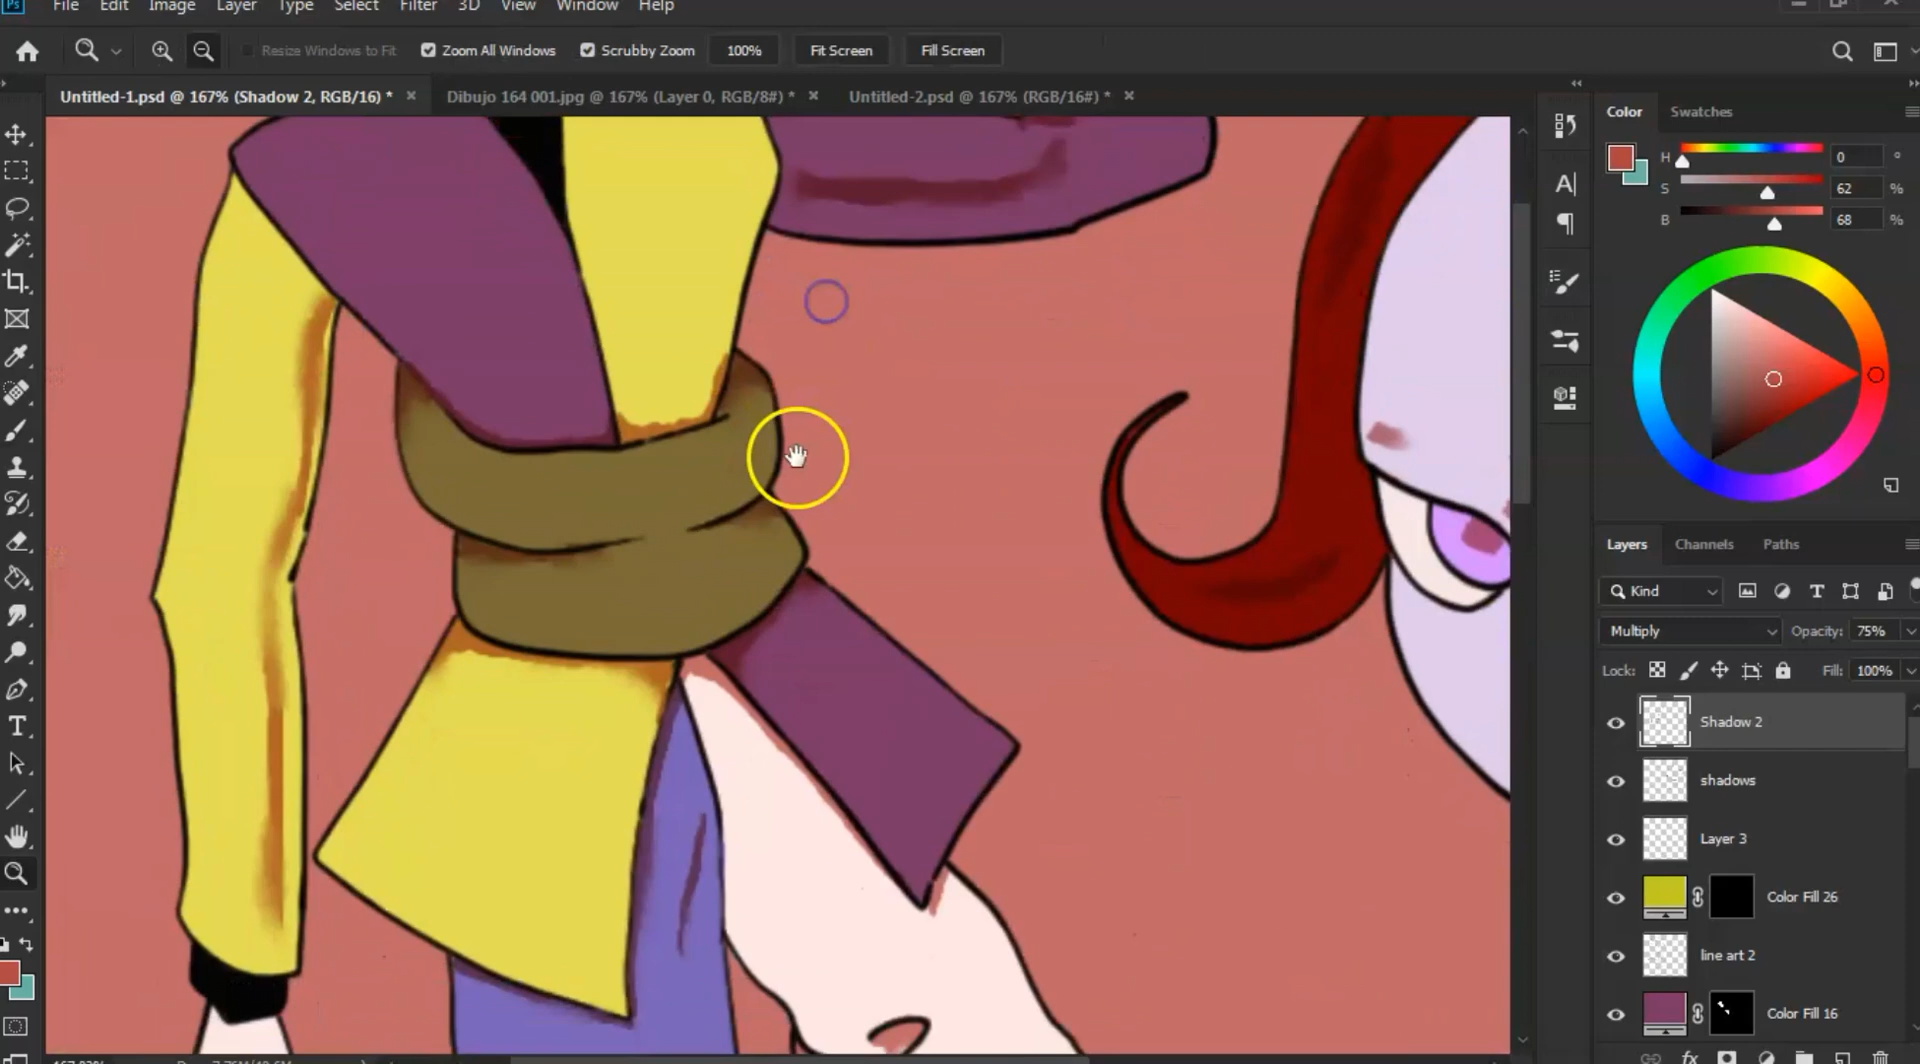 Ps File Edit Image Layer Type Select Filter 3D View Window Help
Resize Windows to Fit Zoom All Windows Scrubby Zoom 100% Fit Screen Fill Screen
Untitled-1.psd @ 167% (Shadow 2, RGB/16) * Dibujo 164 001.jpg @ 167% (Layer 0, RGB/8#) * Untitled-2.psd @ 167% (RGB/16#) *
Color Swatches
H 0 °
S 62 %
B 68 %
Layers Channels Paths
Kind
Multiply Opacity: 75%
Lock: Fill: 100%
Shadow 2
shadows
Layer 3
Color Fill 26
line art 2
Color Fill 16